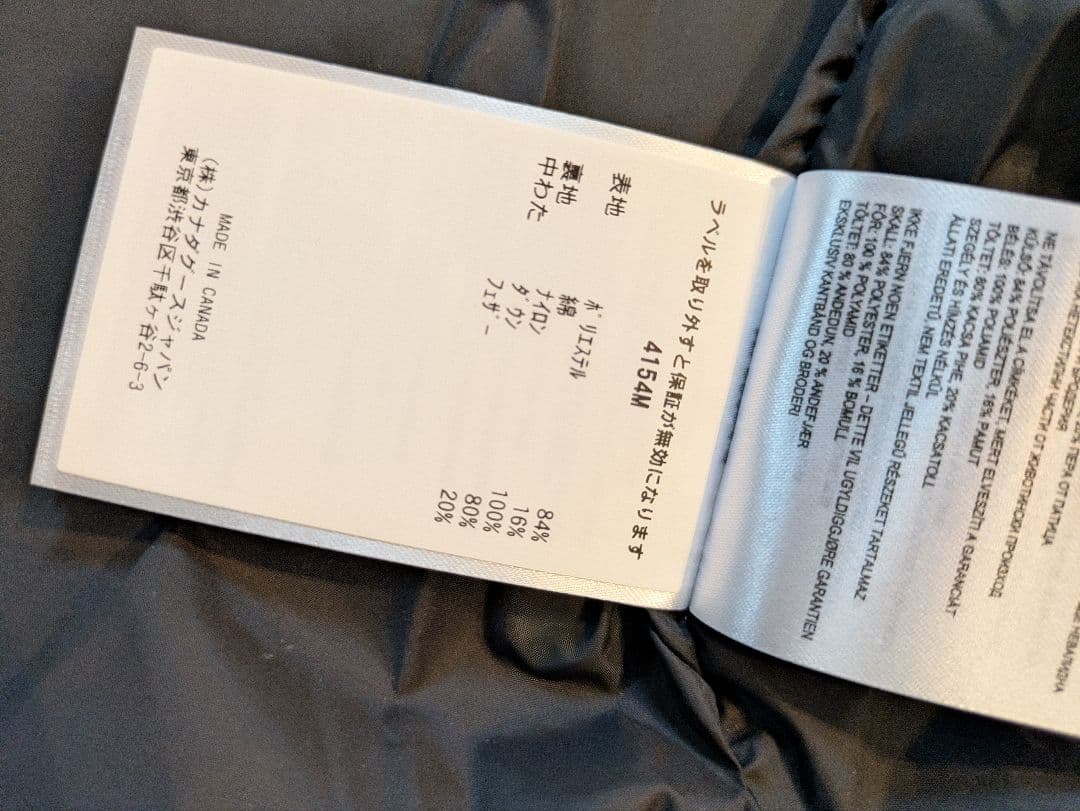 ラベルを取り外すと保証が無効になります
4154M
表地 ポリエステル 84%
綿 16%
裏地 ナイロン 100%
中わた ダウン 80%
フェザー 20%
MADE IN CANADA
(株)カナダグースジャパン
東京都渋谷区千駄ケ谷2-6-3
NE TÁVOLÍTSA EL A CÍMKÉKET, MERT ELVESZÍTI A GARANCIÁT
KÜLSŐ: 84% POLIÉSZTER, 16% PAMUT
BÉLÉS: 100% POLIAMID
TÖLTET: 80% KACSA PIHE, 20% KACSATOLL
SZEGÉLY ÉS HÍMZÉS NÉLKÜL
ÁLLATI EREDETŰ, NEM TEXTIL JELLEGŰ RÉSZEKET TARTALMAZ
IKKE FJERN NOEN ETIKETTER - DETTE VIL UGYLDIGGJØRE GARANTIEN
SKALL: 84% POLYESTER, 16% BOMULL
FÓR: 100 % POLYAMID
TÖLTET: 80 % ANDEDUN, 20 % ANDEFJÆR
EKSKLUSIV KANTBÅND OG BRODERI